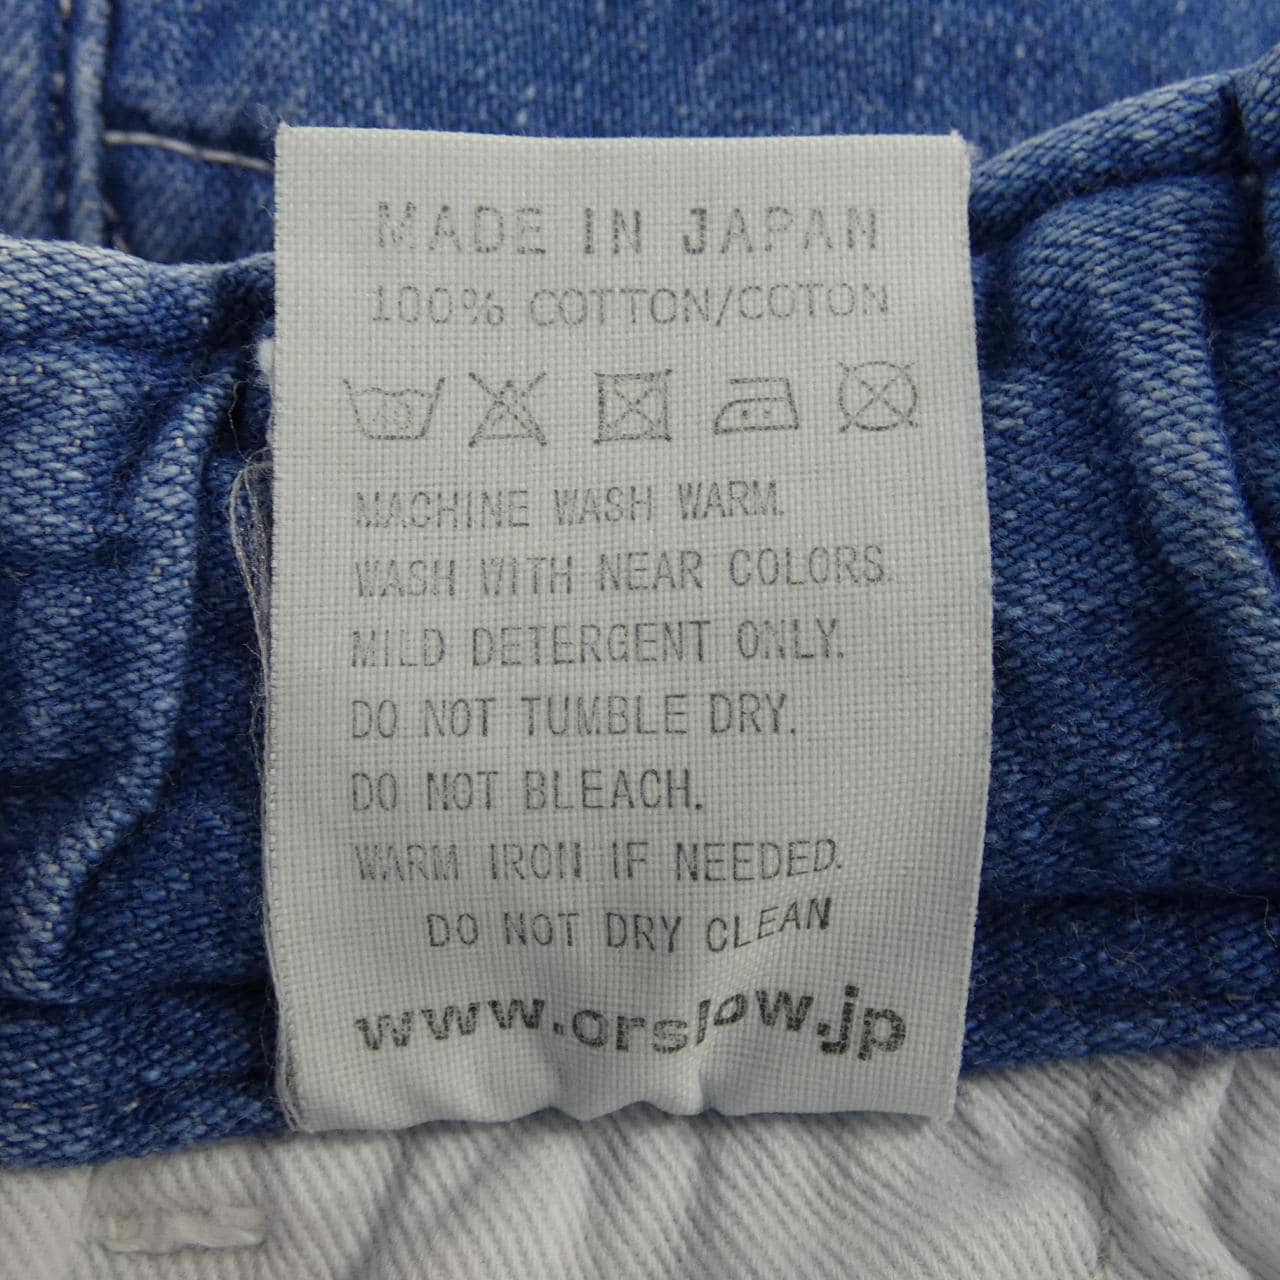 MADE IN JAPAN
100% COTTON/COTON
40
MACHINE WASH WARM.
WASH WITH NEAR COLORS.
MILD DETERGENT ONLY.
DO NOT TUMBLE DRY.
DO NOT BLEACH.
WARM IRON IF NEEDED.
DO NOT DRY CLEAN
www.orslow.jp